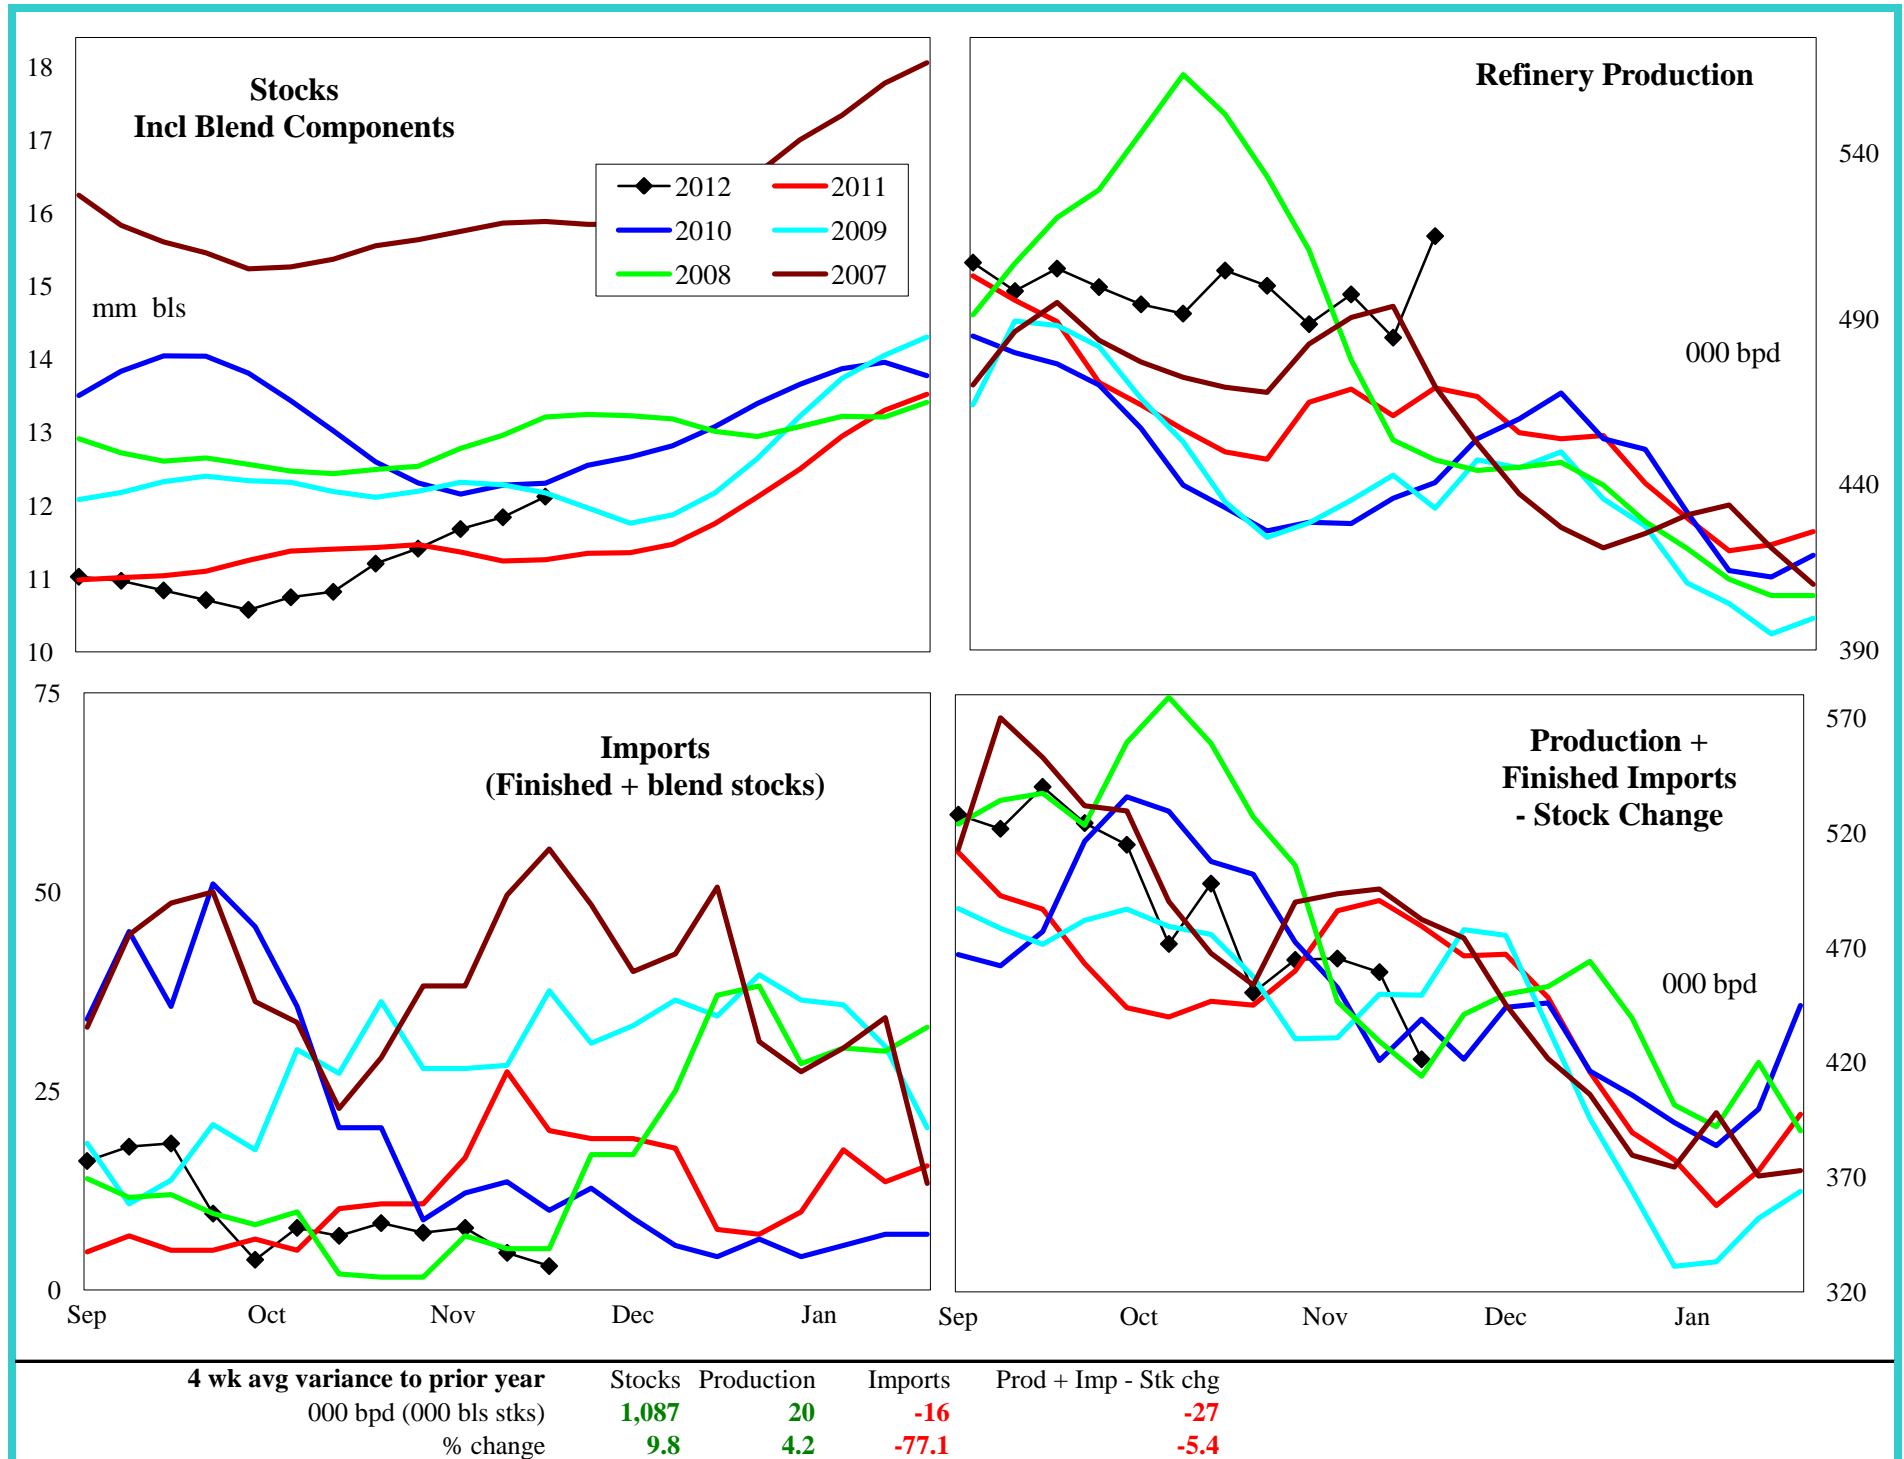 18
17
16
15
14
13
12
11
10
Stocks
Incl Blend Components
mm bls
2012
2011
2010
2009
2008
2007
Refinery Production
000 bpd
540
490
440
390
75
50
25
0
Imports
(Finished + blend stocks)
Sep Oct Nov Dec Jan
Production +
Finished Imports
- Stock Change
000 bpd
570
520
470
420
370
320
Sep Oct Nov Dec Jan
4 wk avg variance to prior year Stocks Production Imports Prod + Imp - Stk chg
000 bpd (000 bls stks) 1,087 20 -16 -27
% change 9.8 4.2 -77.1 -5.4